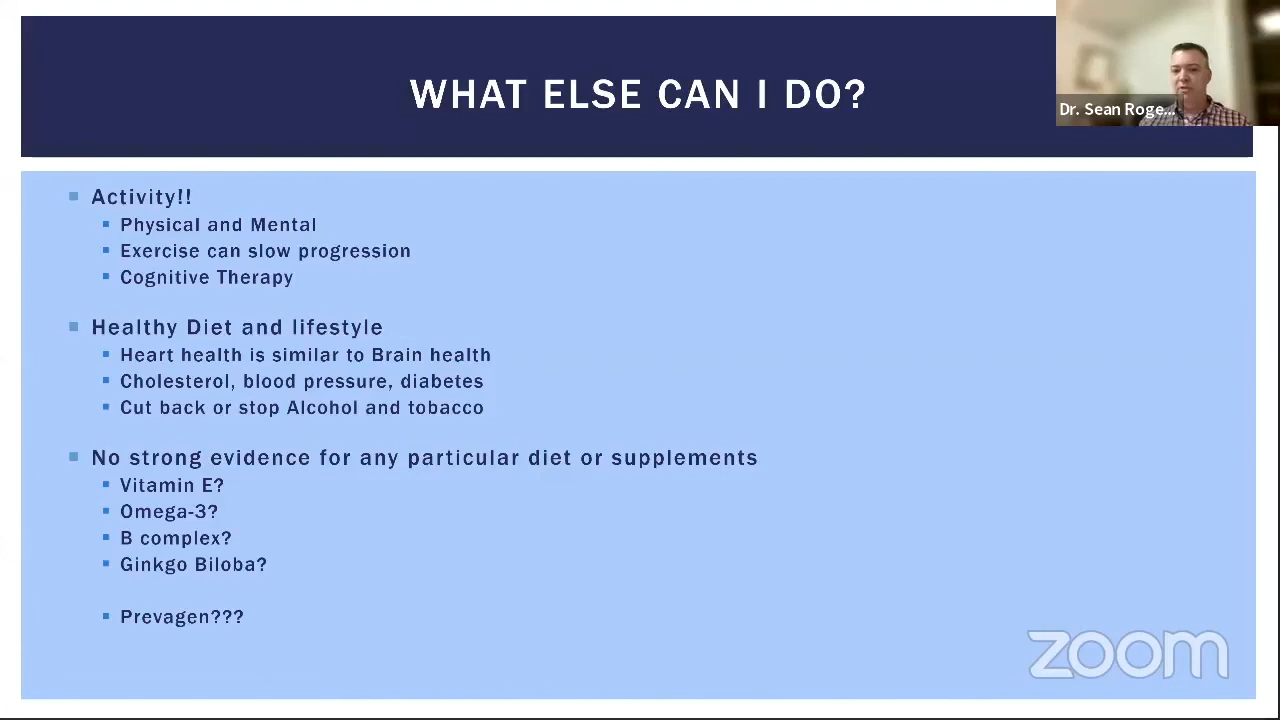 WHAT ELSE CAN I DO?
Dr. Sean Roge...
Activity!!
Physical and Mental
Exercise can slow progression
Cognitive Therapy
Healthy Diet and lifestyle
Heart health is similar to Brain health
Cholesterol, blood pressure, diabetes
Cut back or stop Alcohol and tobacco
No strong evidence for any particular diet or supplements
Vitamin E?
Omega-3?
B complex?
Ginkgo Biloba?
Prevagen???
zoom